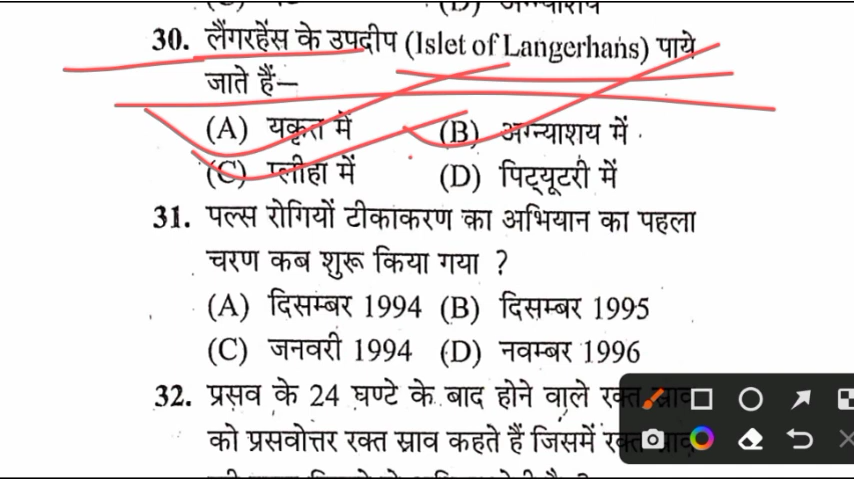 30. लैंगरहैंस के उपदीप (Islet of Langerhans) पाये
जाते हैं—
(A) यकृत में (B) अग्न्याशय में
(C) प्लीहा में (D) पिट्यूटरी में
31. पल्स रोगियों टीकाकरण का अभियान का पहला
चरण कब शुरू किया गया ?
(A) दिसम्बर 1994 (B) दिसम्बर 1995
(C) जनवरी 1994 (D) नवम्बर 1996
32. प्रसव के 24 घण्टे के बाद होने वाले रक्त स्राव
को प्रसवोत्तर रक्त स्राव कहते हैं जिसमें रक्त स्राव